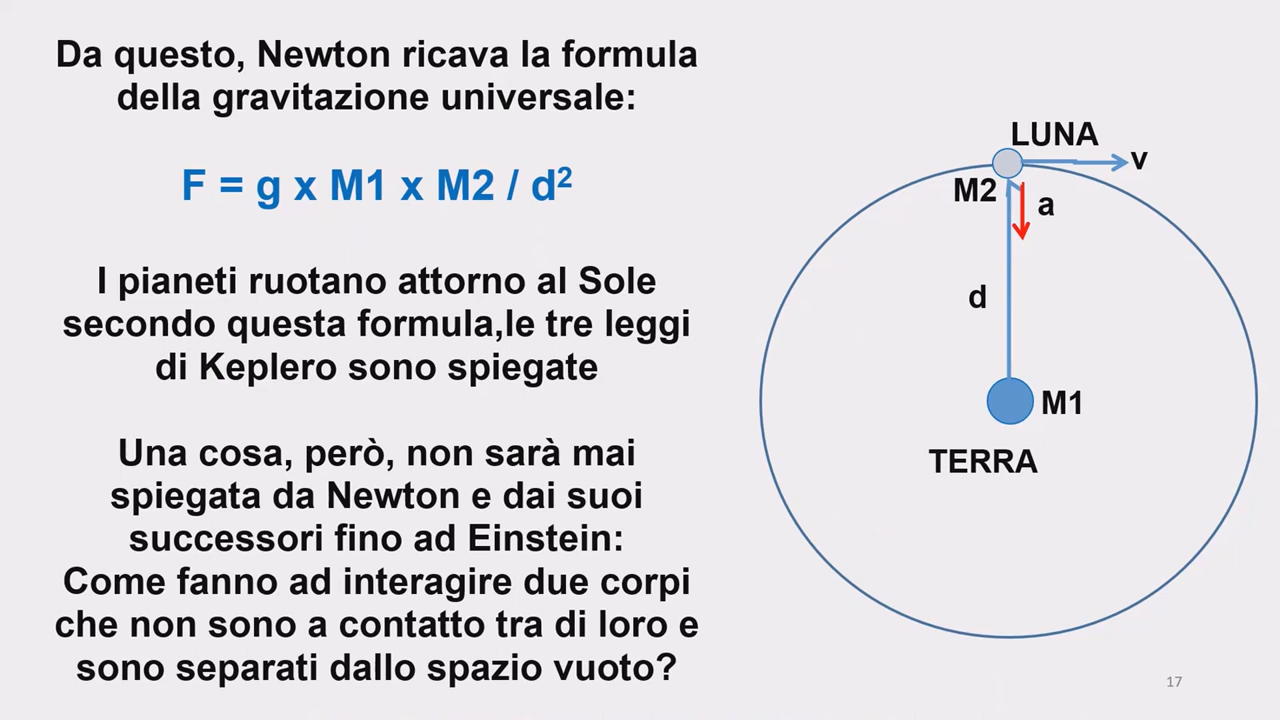 Da questo, Newton ricava la formula
della gravitazione universale:
F = g x M1 x M2 / d²
I pianeti ruotano attorno al Sole
secondo questa formula,le tre leggi
di Keplero sono spiegate
Una cosa, però, non sarà mai
spiegata da Newton e dai suoi
successori fino ad Einstein:
Come fanno ad interagire due corpi
che non sono a contatto tra di loro e
sono separati dallo spazio vuoto?
LUNA
v
M2
a
d
M1
TERRA
17